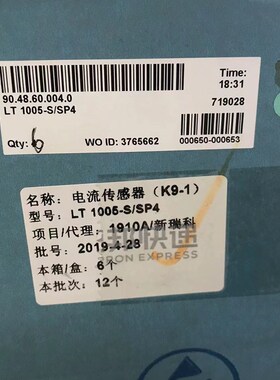 90.48.60.004.0
Time:
18:31
LT 1005-S/SP4
719028
Qty: 6
WO ID: 3765662
000650-000653
名称: 电流传感器（K9-1）
型号: LT 1005-S/SP4
项目/代理: 1910A/新瑞科
批号: 2019-4-28
本箱/盒: 6个
本批次: 12个